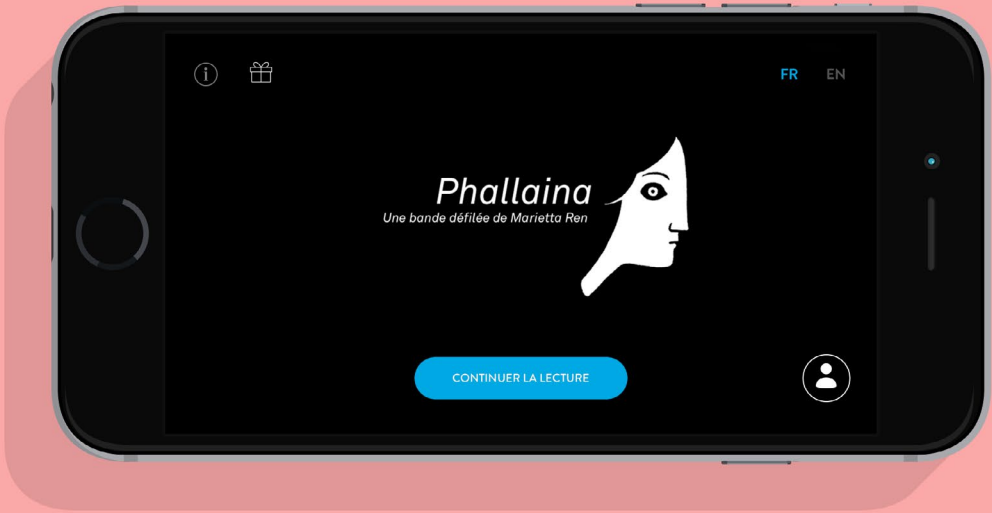 FR EN
Phallaina
Une bande défilée de Marietta Ren
CONTINUER LA LECTURE